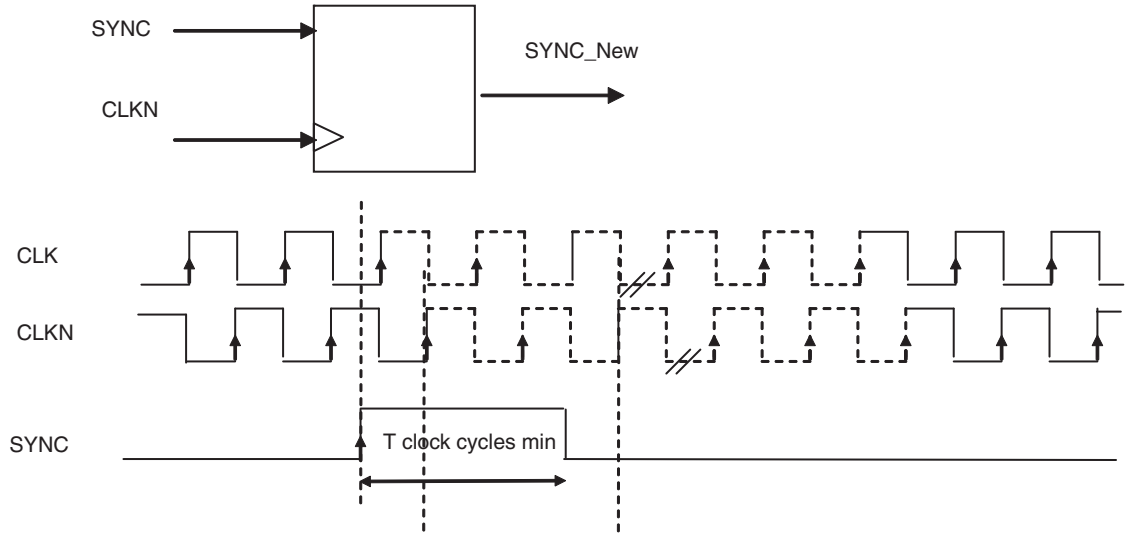 SYNC
SYNC_New
CLKN
CLK
CLKN
SYNC
T clock cycles min